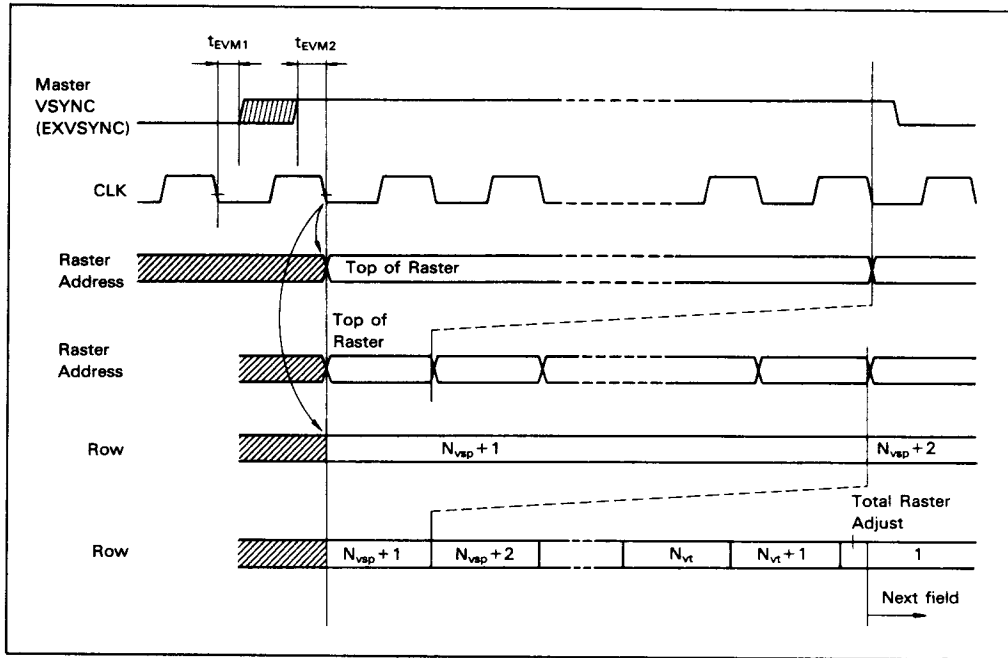 tEVM1 tEVM2
Master
VSYNC
(EXVSYNC)
CLK
Raster
Address
Top of Raster
Top of
Raster
Raster
Address
Row
Nvsp+1
Nvsp+2
Total Raster
Adjust
Row
Nvsp+1
Nvsp+2
Nvt
Nvt+1
1
Next field